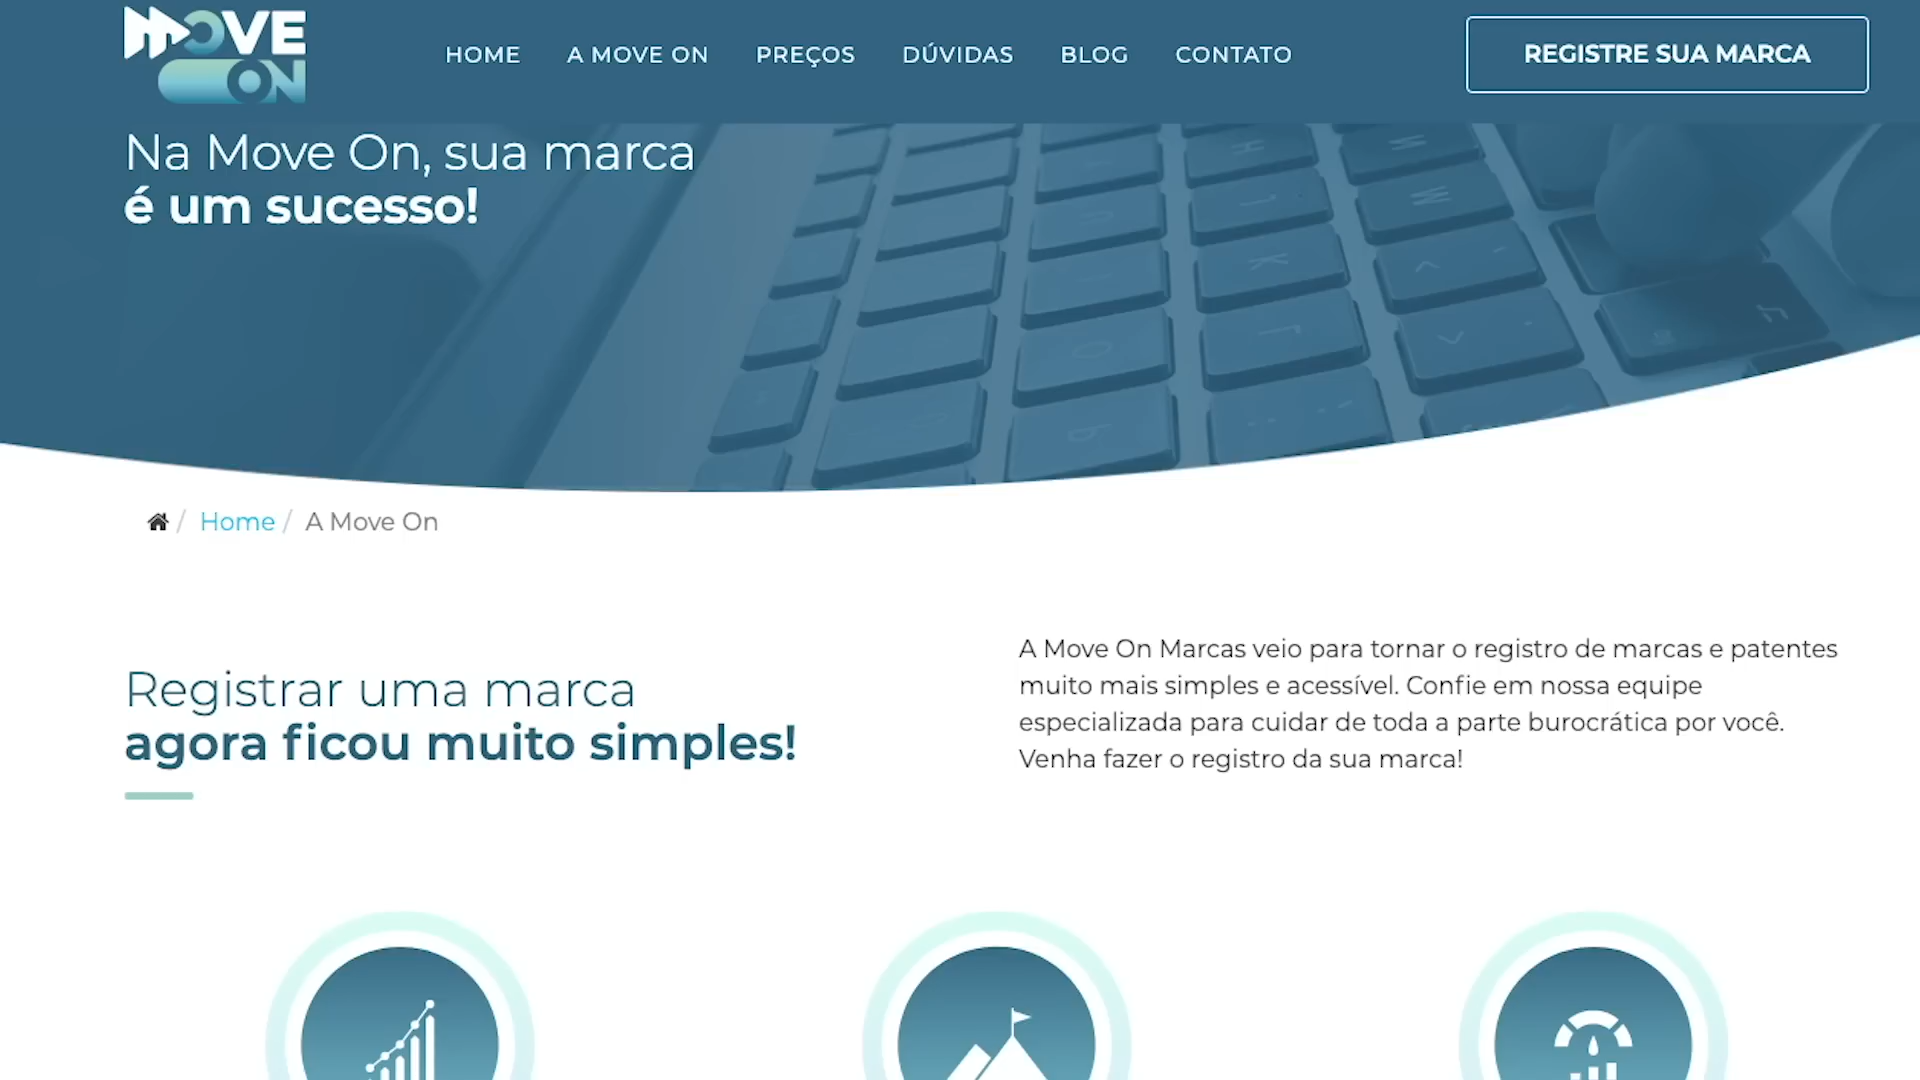 MOVE
ON
HOME
A MOVE ON
PREÇOS
DÚVIDAS
BLOG
CONTATO
REGISTRE SUA MARCA
Na Move On, sua marca
é um sucesso!
/ Home / A Move On
Registrar uma marca
agora ficou muito simples!
A Move On Marcas veio para tornar o registro de marcas e patentes
muito mais simples e acessível. Confie em nossa equipe
especializada para cuidar de toda a parte burocrática por você.
Venha fazer o registro da sua marca!